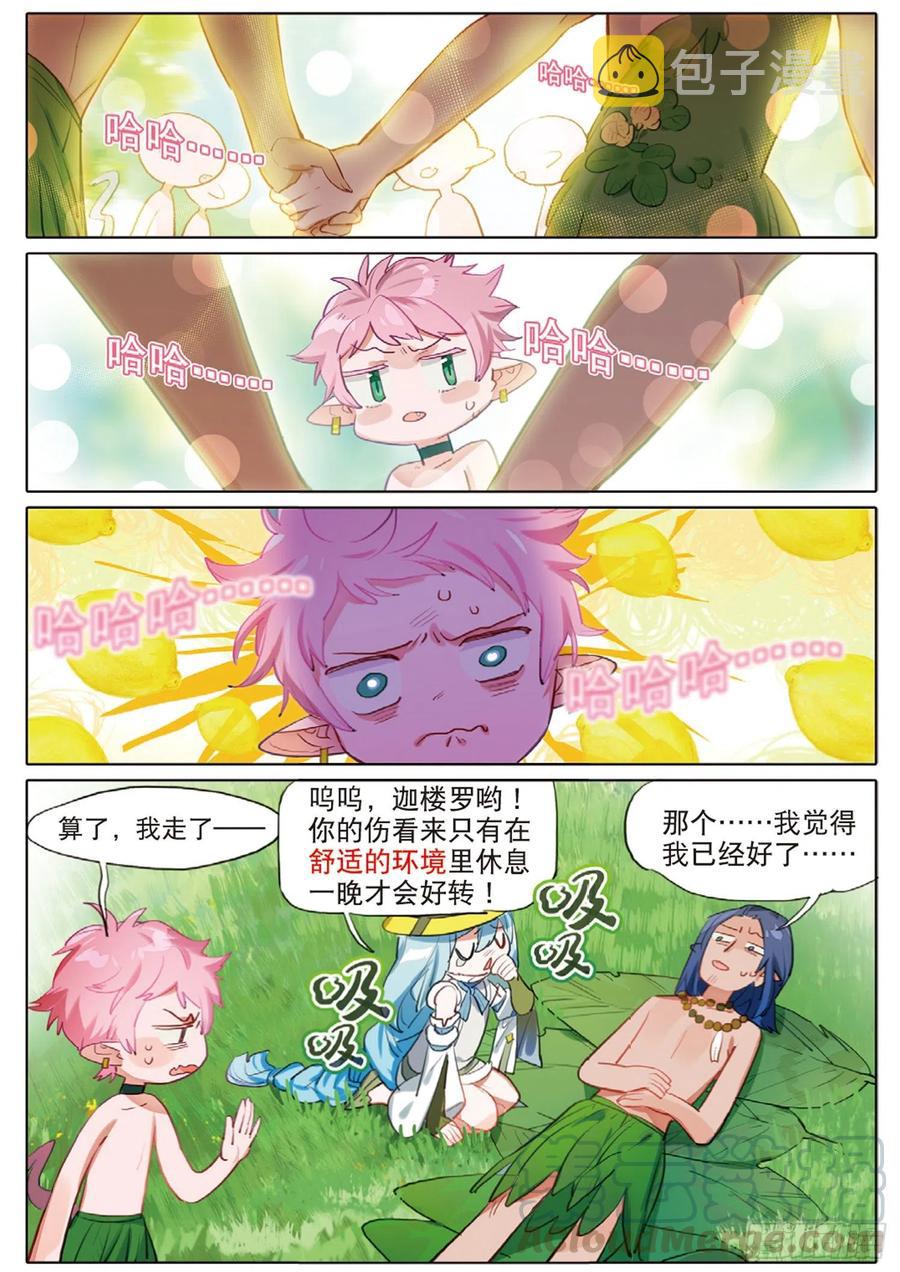 哈哈……
哈哈……
包子漫畫
哈哈……
哈哈……
哈哈哈……
哈哈哈……
算了，我走了——
呜呜，迦楼罗哟！
你的伤看来只有在
舒适的环境里休息
一晚才会好转！
那个……我觉得
我已经好了……
吸
吸
吸
吸
AcloudMerge.com